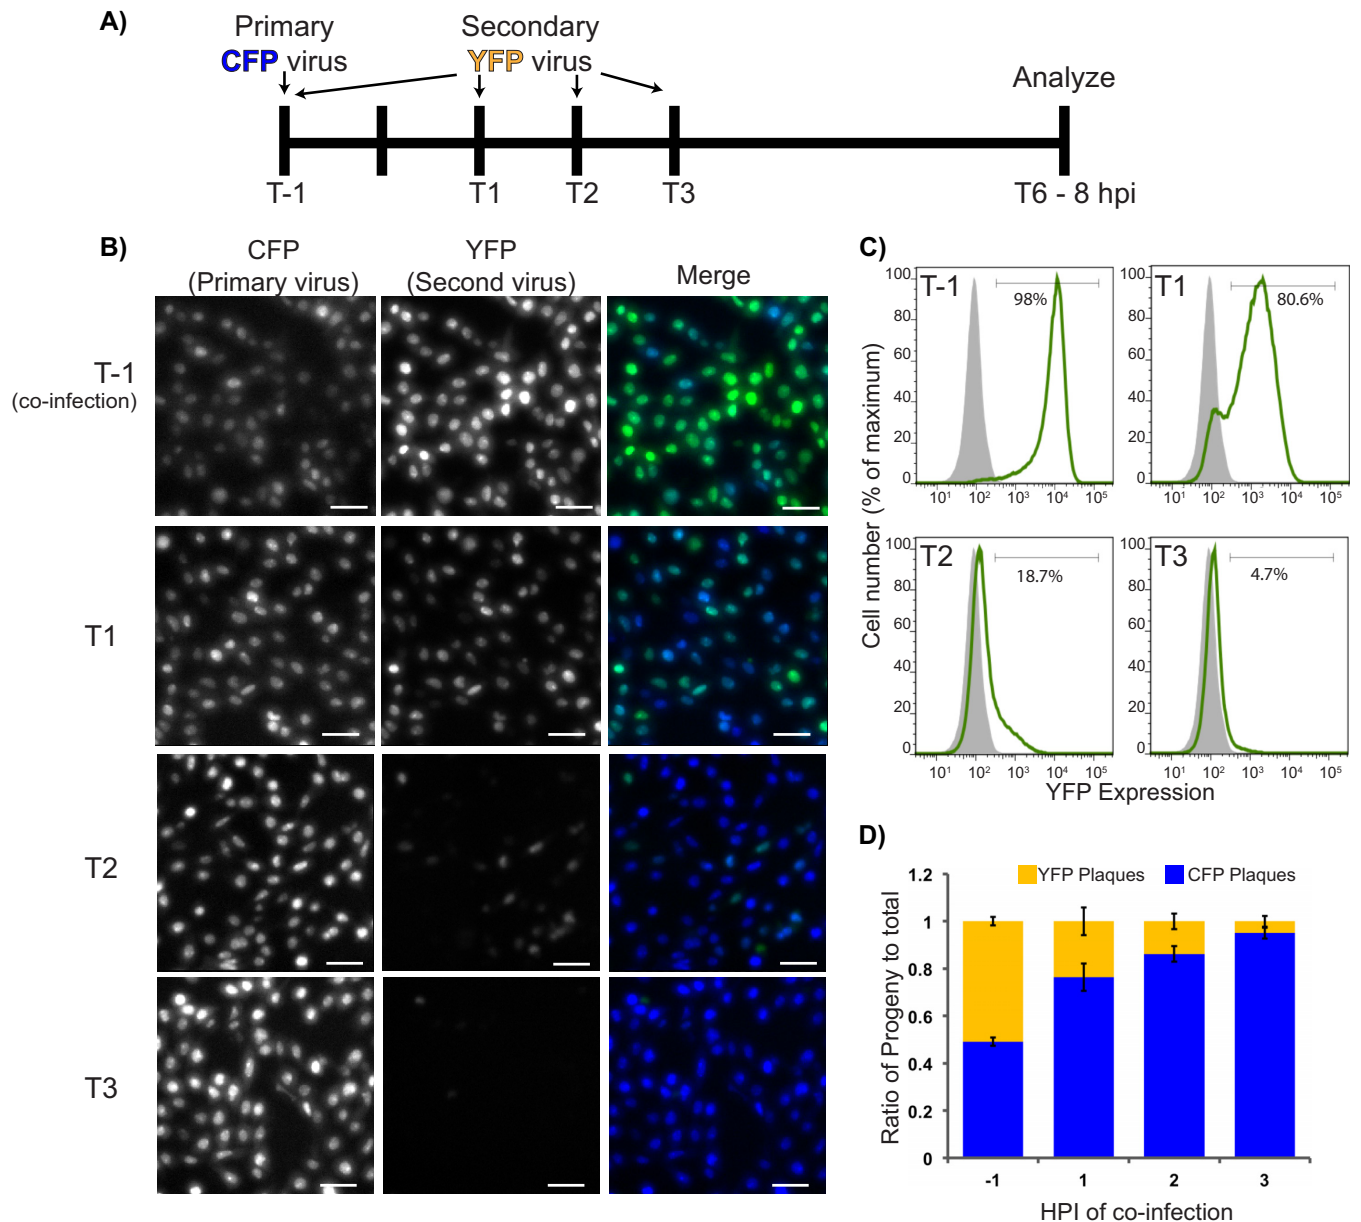 A)
Primary
CFP virus
Secondary
YFP virus
Analyze
T-1
T1
T2
T3
T6 - 8 hpi
B)
CFP
(Primary virus)
YFP
(Second virus)
Merge
T-1
(co-infection)
T1
T2
T3
C)
Cell number (% of maximum)
T-1
98%
100
80
60
40
20
0
10¹ 10² 10³ 10⁴ 10⁵
T1
80.6%
100
80
60
40
20
0
10¹ 10² 10³ 10⁴ 10⁵
T2
18.7%
100
80
60
40
20
0
10¹ 10² 10³ 10⁴ 10⁵
T3
4.7%
100
80
60
40
20
0
10¹ 10² 10³ 10⁴ 10⁵
YFP Expression
D)
YFP Plaques CFP Plaques
Ratio of Progeny to total
1.2
1
0.8
0.6
0.4
0.2
0
-1 1 2 3
HPI of co-infection